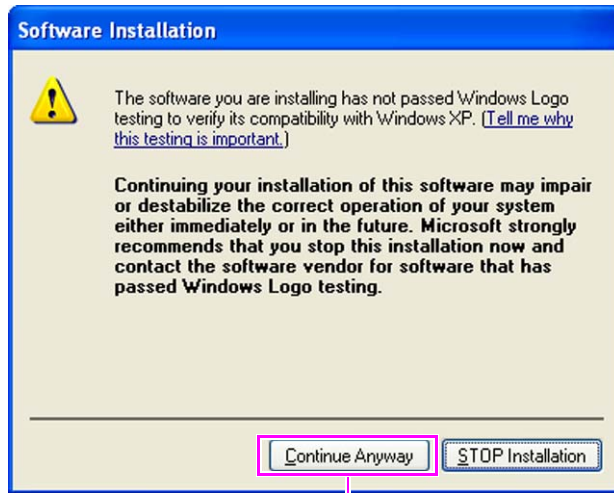 Software Installation
The software you are installing has not passed Windows Logo
testing to verify its compatibility with Windows XP. (Tell me why
this testing is important.)
Continuing your installation of this software may impair
or destabilize the correct operation of your system
either immediately or in the future. Microsoft strongly
recommends that you stop this installation now and
contact the software vendor for software that has
passed Windows Logo testing.
Continue Anyway
STOP Installation